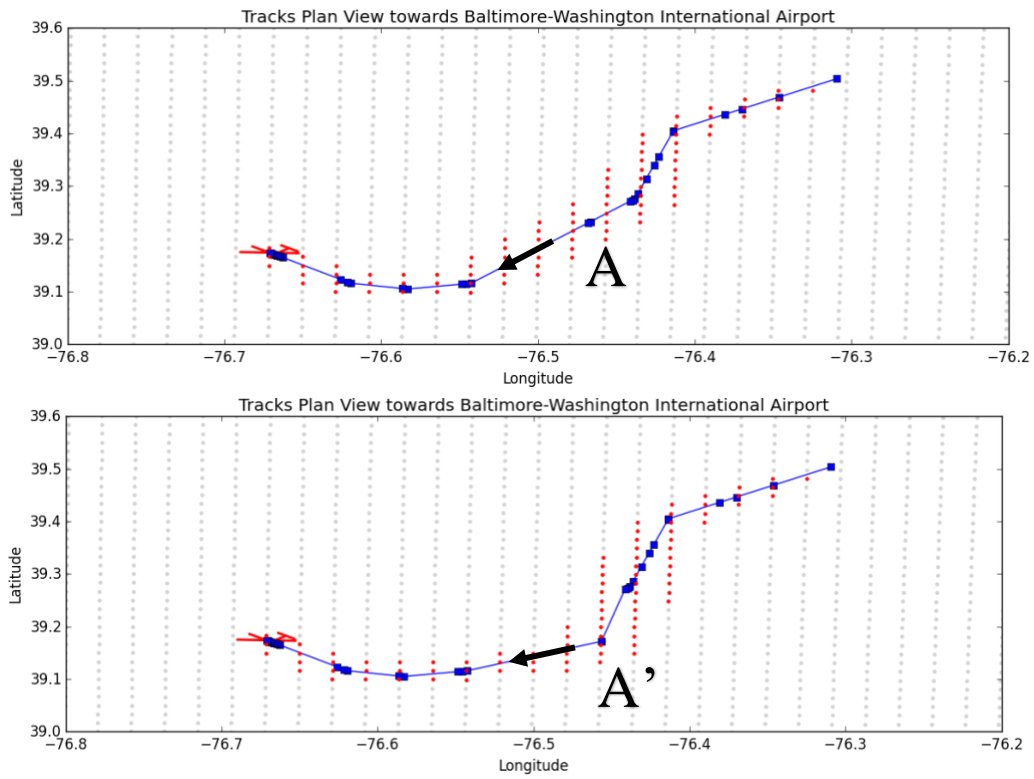 Tracks Plan View towards Baltimore-Washington International Airport
39.6
39.5
39.4
39.3
39.2
39.1
39.0
Latitude
A
−76.8 −76.7 −76.6 −76.5 −76.4 −76.3 −76.2
Longitude
Tracks Plan View towards Baltimore-Washington International Airport
39.6
39.5
39.4
39.3
39.2
39.1
39.0
Latitude
A’
−76.8 −76.7 −76.6 −76.5 −76.4 −76.3 −76.2
Longitude